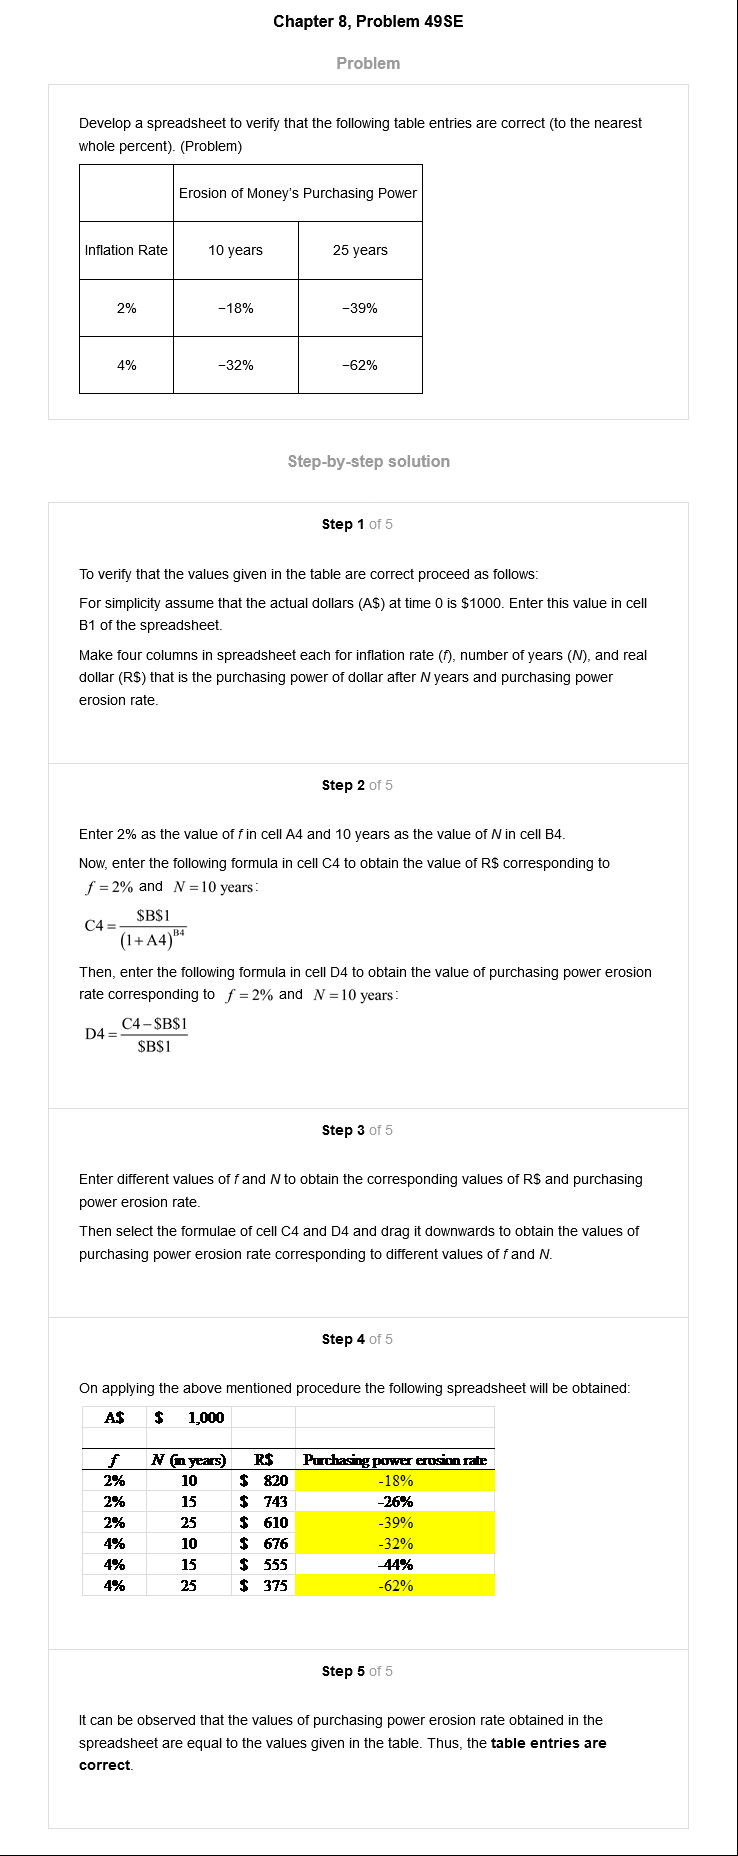 Chapter 8, Problem 49SE
Problem
Develop a spreadsheet to verify that the following table entries are correct (to the nearest
whole percent). (Problem)
Erosion of Money's Purchasing Power
Inflation Rate 10 years 25 years
2% −18% −39%
4% −32% −62%
Step-by-step solution
Step 1 of 5
To verify that the values given in the table are correct proceed as follows:
For simplicity assume that the actual dollars (A$) at time 0 is $1000. Enter this value in cell
B1 of the spreadsheet.
Make four columns in spreadsheet each for inflation rate (f), number of years (N), and real
dollar (R$) that is the purchasing power of dollar after N years and purchasing power
erosion rate.
Step 2 of 5
Enter 2% as the value of f in cell A4 and 10 years as the value of N in cell B4.
Now, enter the following formula in cell C4 to obtain the value of R$ corresponding to
f = 2% and N = 10 years:
C4 = $B$1 / (1 + A4)^B4
Then, enter the following formula in cell D4 to obtain the value of purchasing power erosion
rate corresponding to f = 2% and N = 10 years:
D4 = C4 − $B$1 / $B$1
Step 3 of 5
Enter different values of f and N to obtain the corresponding values of R$ and purchasing
power erosion rate.
Then select the formulae of cell C4 and D4 and drag it downwards to obtain the values of
purchasing power erosion rate corresponding to different values of f and N.
Step 4 of 5
On applying the above mentioned procedure the following spreadsheet will be obtained:
A$ $ 1,000
f N (in years) R$ Purchasing power erosion rate
2% 10 $ 820 -18%
2% 15 $ 743 -26%
2% 25 $ 610 -39%
4% 10 $ 676 -32%
4% 15 $ 555 -44%
4% 25 $ 375 -62%
Step 5 of 5
It can be observed that the values of purchasing power erosion rate obtained in the
spreadsheet are equal to the values given in the table. Thus, the table entries are
correct.